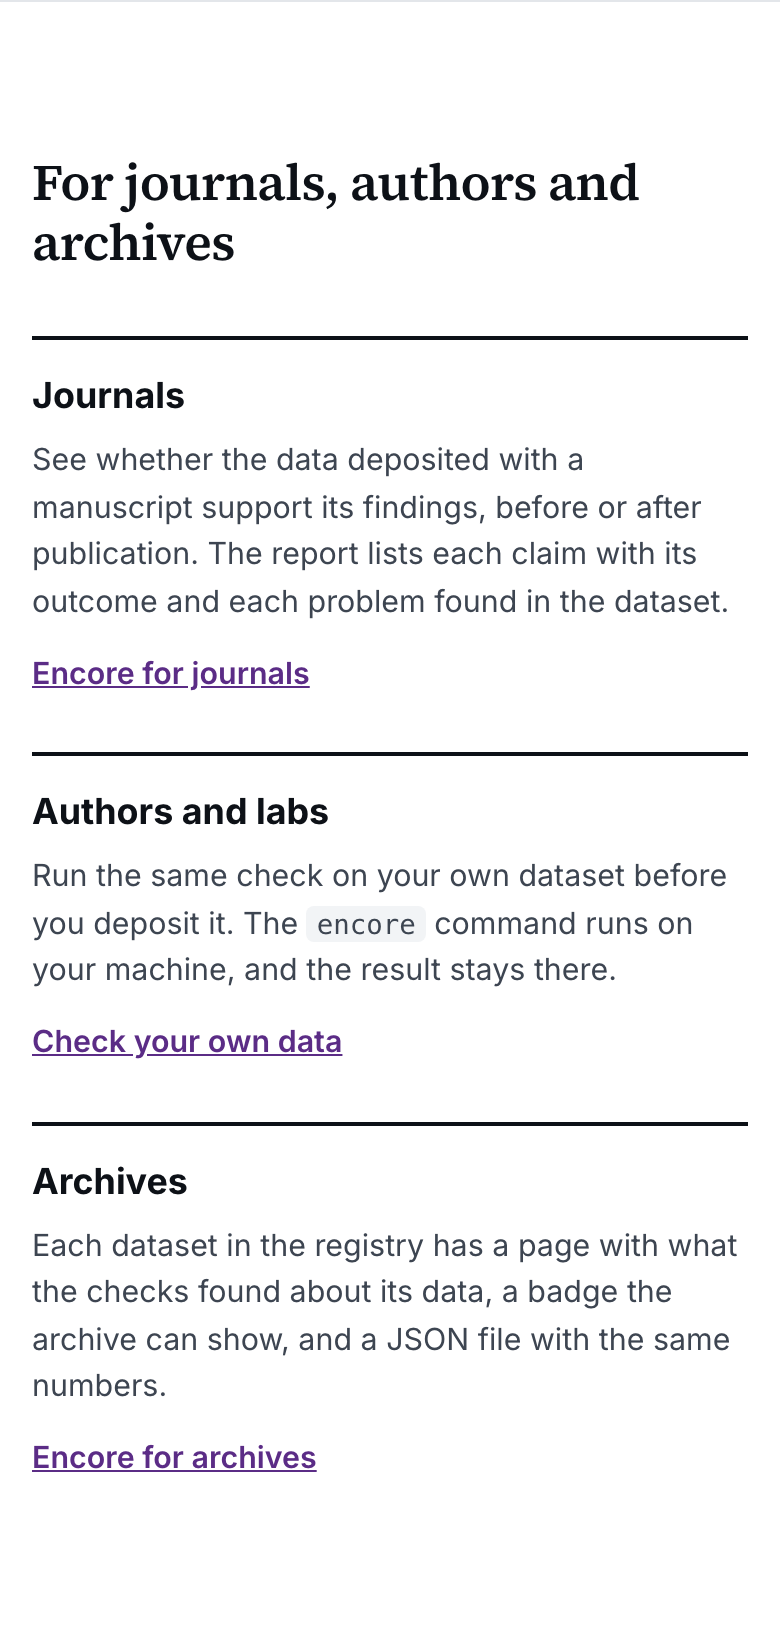 For journals, authors and
archives
Journals
See whether the data deposited with a
manuscript support its findings, before or after
publication. The report lists each claim with its
outcome and each problem found in the dataset.
Encore for journals
Authors and labs
Run the same check on your own dataset before
you deposit it. The encore command runs on
your machine, and the result stays there.
Check your own data
Archives
Each dataset in the registry has a page with what
the checks found about its data, a badge the
archive can show, and a JSON file with the same
numbers.
Encore for archives